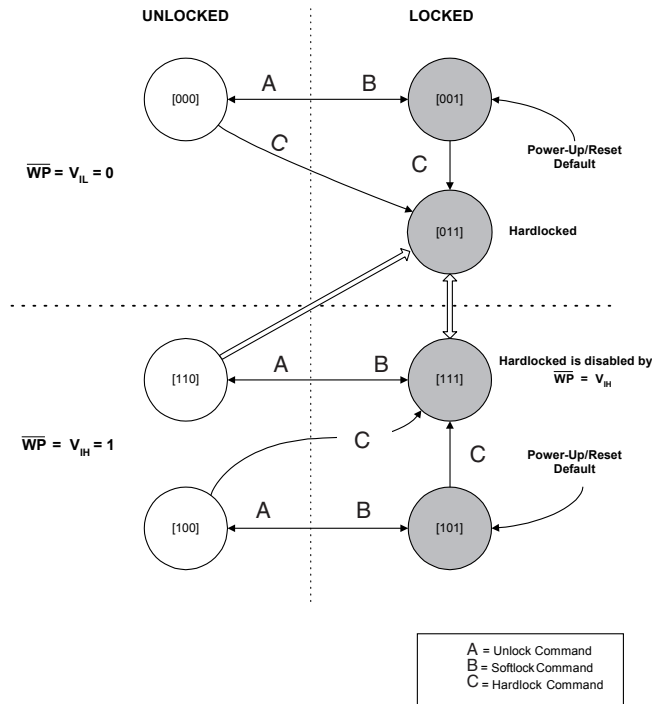 UNLOCKED LOCKED
[000] A B [001]
C C Power-Up/Reset
Default
WP = VIL = 0
[011] Hardlocked
[110] A B [111] Hardlocked is disabled by
WP = VIH
WP = VIH = 1
C C Power-Up/Reset
Default
[100] A B [101]
A = Unlock Command
B = Softlock Command
C = Hardlock Command